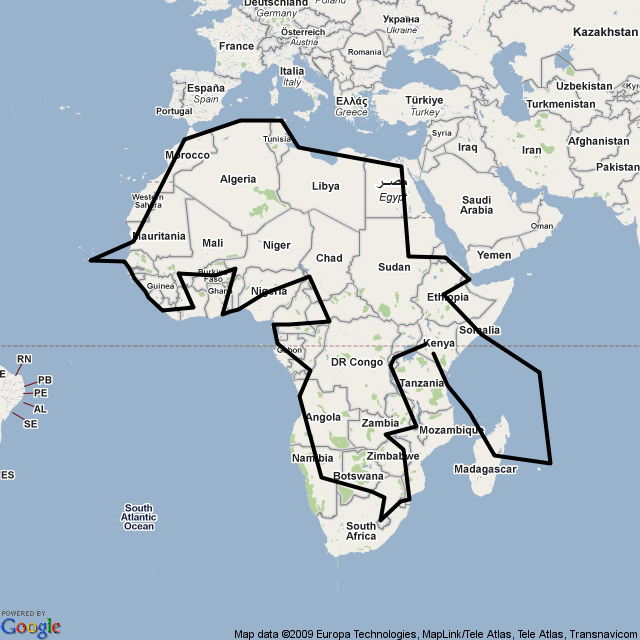 Deutschland
Germany
Poland
Україна
Ukraine
Kazakhstan
Österreich
Austria
France
Romania
Italia
Italy
Uzbekistan
España
Spain
Portugal
Ελλάς
Greece
Türkiye
Turkey
Turkmenistan
Tunisia
Syria
Iraq
Iran
Afghanistan
Pakistan
Morocco
Algeria
Libya
مصر
Egypt
Western
Sahara
Saudi
Arabia
Oman
Mauritania
Mali
Niger
Chad
Sudan
Yemen
Burkina
Faso
Guinea
Ghana
Nigeria
Ethiopia
Somalia
Kenya
Gabon
DR Congo
Tanzania
RN
PB
PE
AL
SE
ES
Angola
Zambia
Mozambique
Namibia
Zimbabwe
Botswana
Madagascar
South
Atlantic
Ocean
South
Africa
POWERED BY
Google
Map data ©2009 Europa Technologies, MapLink/Tele Atlas, Tele Atlas, Transnavicom